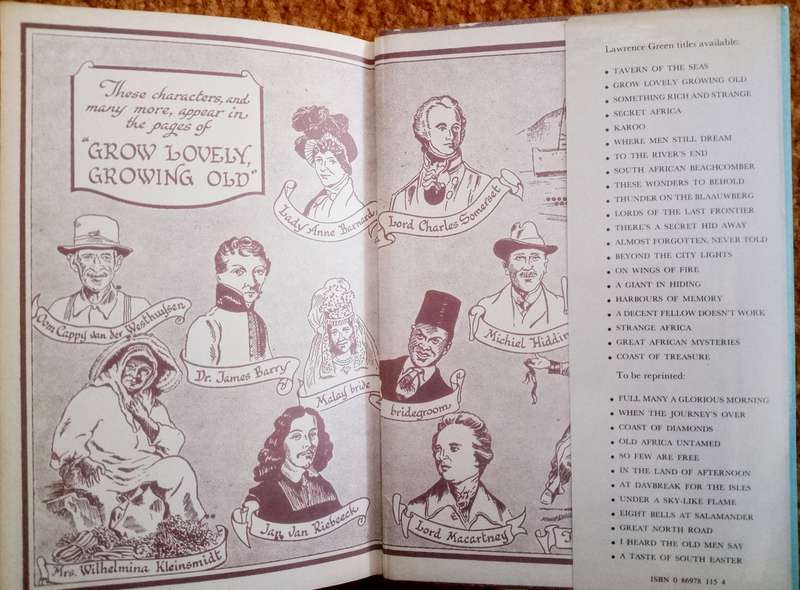 These characters, and
many more, appear in
the pages of
"GROW LOVELY,
GROWING OLD"
Lady Anne Barnard
Lord Charles Somerset
Oom Cappy van der Westhuysen
Dr. James Barry
Malay bride
bridegroom
Michiel Hiddin
Mrs. Wilhelmina Kleinsmidt
Jan Van Riebeeck
Lord Macartney
Lawrence Green titles available:
• TAVERN OF THE SEAS
• GROW LOVELY GROWING OLD
• SOMETHING RICH AND STRANGE
• SECRET AFRICA
• KAROO
• WHERE MEN STILL DREAM
• TO THE RIVER'S END
• SOUTH AFRICAN BEACHCOMBER
• THESE WONDERS TO BEHOLD
• THUNDER ON THE BLAAUWBERG
• LORDS OF THE LAST FRONTIER
• THERE'S A SECRET HID AWAY
• ALMOST FORGOTTEN, NEVER TOLD
• BEYOND THE CITY LIGHTS
• ON WINGS OF FIRE
• A GIANT IN HIDING
• HARBOURS OF MEMORY
• A DECENT FELLOW DOESN'T WORK
• STRANGE AFRICA
• GREAT AFRICAN MYSTERIES
• COAST OF TREASURE
To be reprinted:
• FULL MANY A GLORIOUS MORNING
• WHEN THE JOURNEY'S OVER
• COAST OF DIAMONDS
• OLD AFRICA UNTAMED
• SO FEW ARE FREE
• IN THE LAND OF AFTERNOON
• AT DAYBREAK FOR THE ISLES
• UNDER A SKY-LIKE FLAME
• EIGHT BELLS AT SALAMANDER
• GREAT NORTH ROAD
• I HEARD THE OLD MEN SAY
• A TASTE OF SOUTH EASTER
ISBN 0 86978 115 4